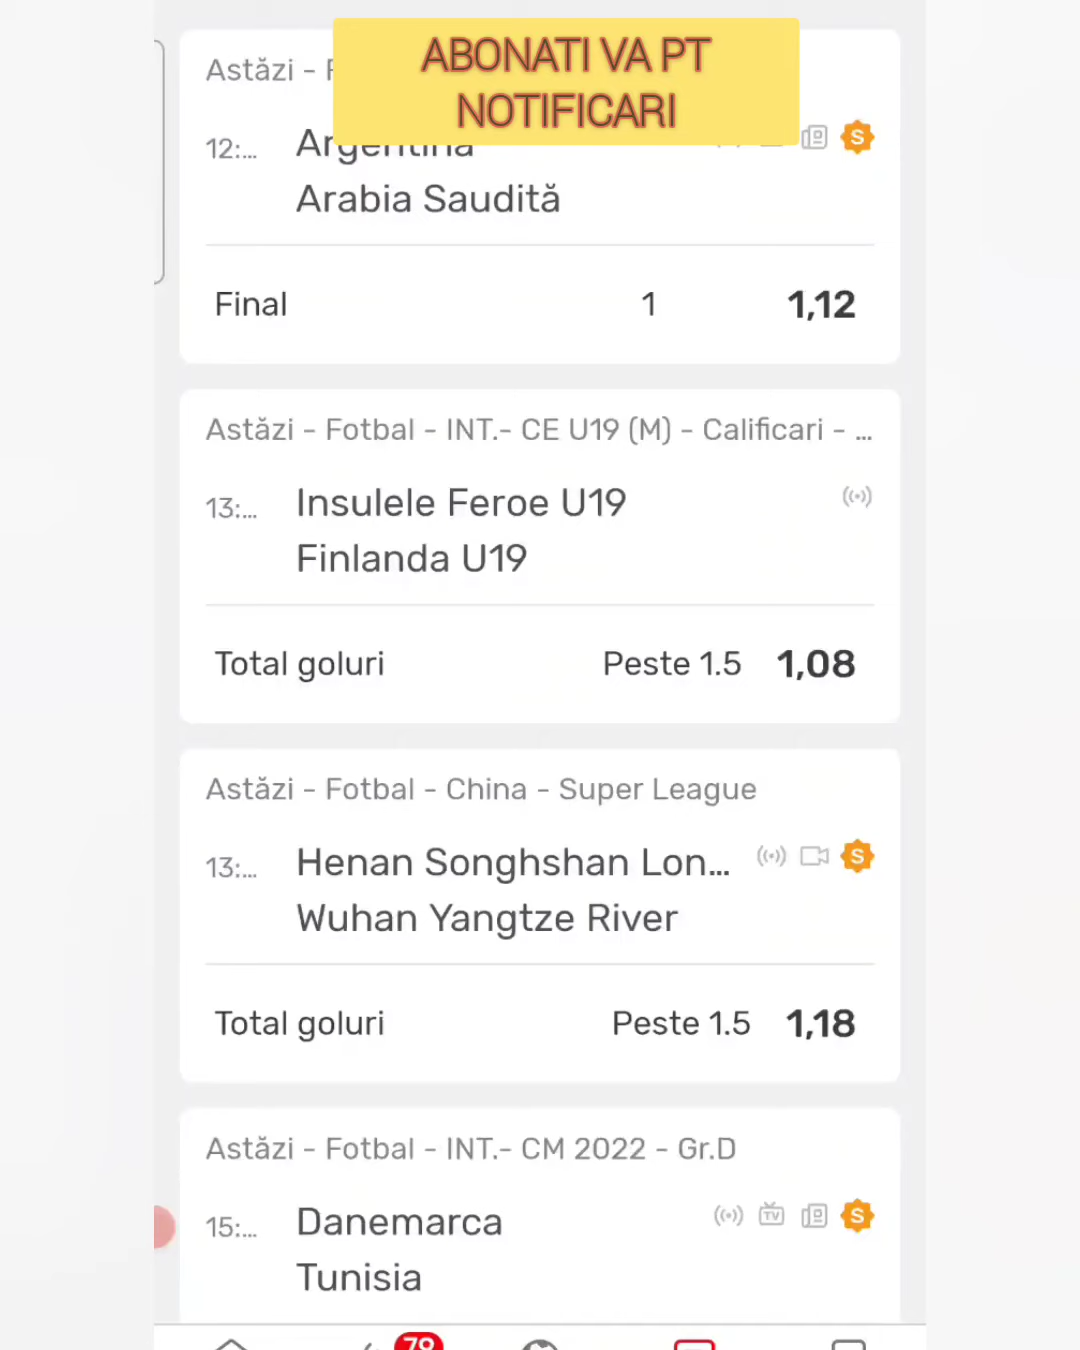 ABONATI VA PT
NOTIFICARI
Astăzi -
12:...
Argentina
Arabia Saudită
Final 1 1,12
Astăzi - Fotbal - INT.- CE U19 (M) - Calificari - ...
13:...
Insulele Feroe U19
Finlanda U19
Total goluri Peste 1.5 1,08
Astăzi - Fotbal - China - Super League
13:...
Henan Songhshan Lon...
Wuhan Yangtze River
Total goluri Peste 1.5 1,18
Astăzi - Fotbal - INT.- CM 2022 - Gr.D
15:...
Danemarca
Tunisia
79